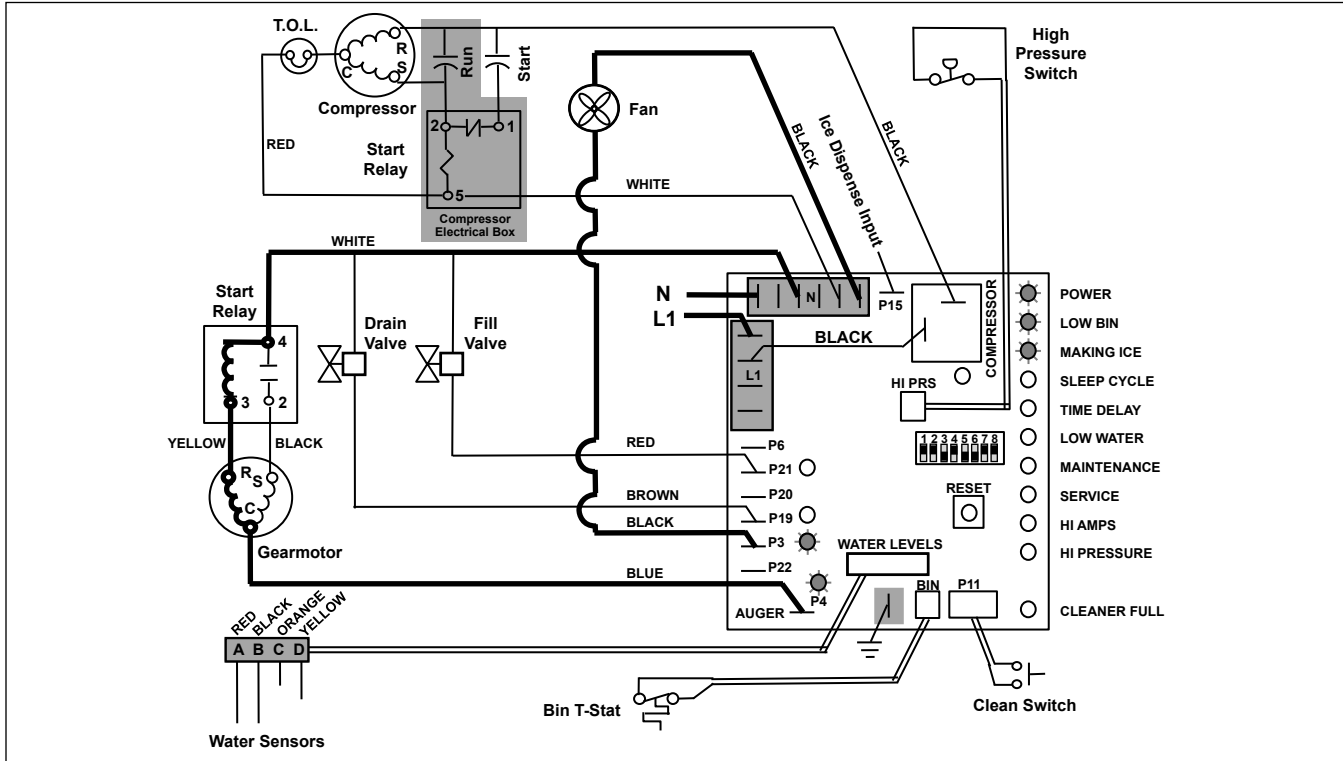 T.O.L.
R
S
C
Compressor
Run
Start
High
Pressure
Switch
Fan
2
1
Start
Relay
5
Compressor
Electrical Box
RED
WHITE
BLACK
Ice Dispense Input
BLACK
WHITE
N
L1
N
P15
COMPRESSOR
BLACK
L1
HI PRS
POWER
LOW BIN
MAKING ICE
SLEEP CYCLE
TIME DELAY
LOW WATER
MAINTENANCE
SERVICE
HI AMPS
HI PRESSURE
CLEANER FULL
Start
Relay
4
3
2
Drain
Valve
Fill
Valve
YELLOW
BLACK
R
S
C
Gearmotor
RED
BROWN
BLACK
BLUE
P6
P21
P20
P19
P3
P22
P4
AUGER
1 2 3 4 5 6 7 8
RESET
WATER LEVELS
BIN
P11
RED
BLACK
ORANGE
YELLOW
A B C D
Water Sensors
Bin T-Stat
Clean Switch